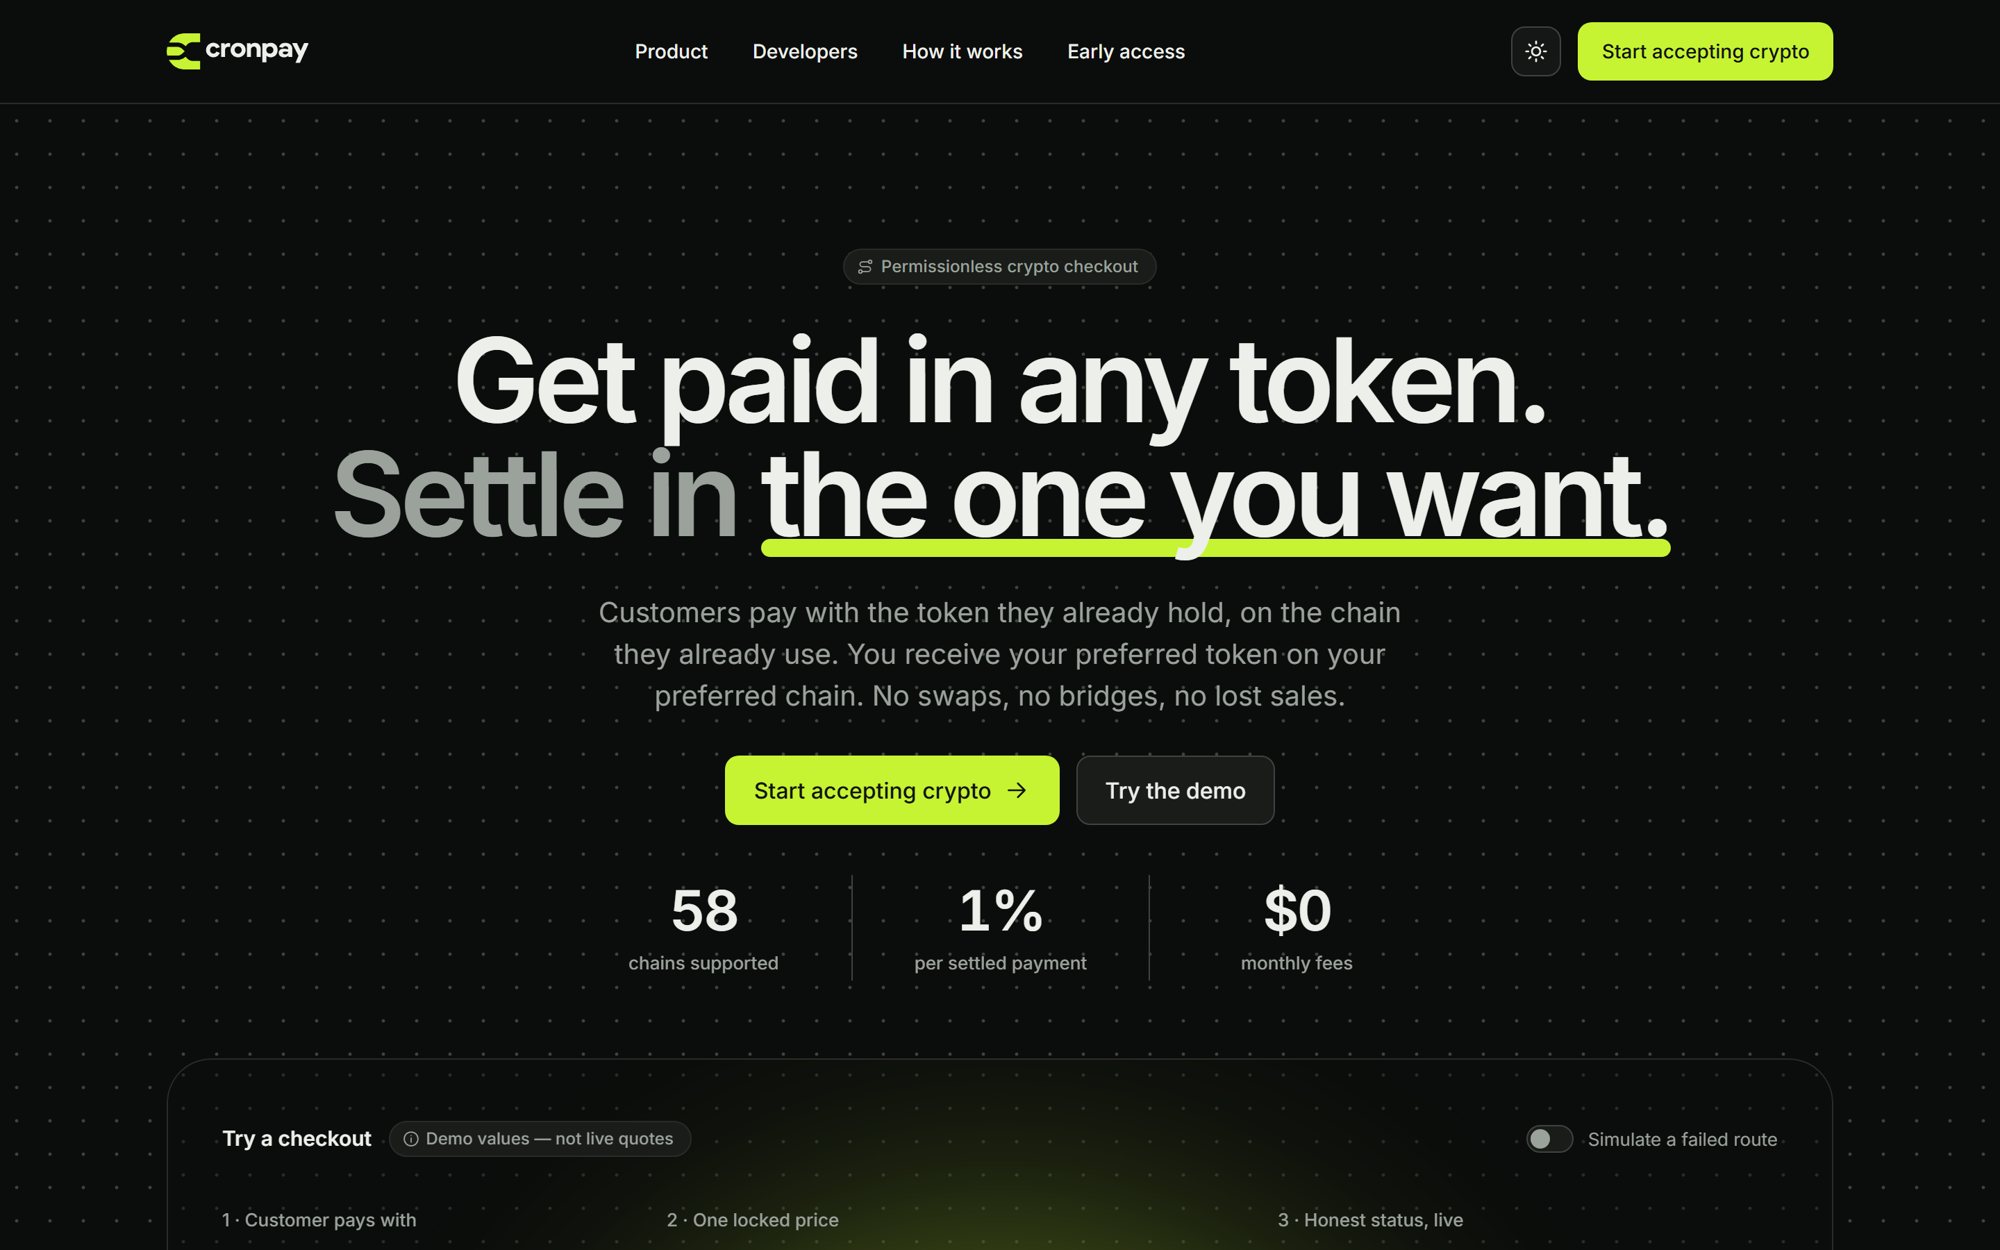 cronpay
Product
Developers
How it works
Early access
Start accepting crypto
Permissionless crypto checkout
Get paid in any token.
Settle in the one you want.
Customers pay with the token they already hold, on the chain
they already use. You receive your preferred token on your
preferred chain. No swaps, no bridges, no lost sales.
Start accepting crypto →
Try the demo
58
chains supported
1%
per settled payment
$0
monthly fees
Try a checkout
Demo values — not live quotes
Simulate a failed route
1 · Customer pays with
2 · One locked price
3 · Honest status, live